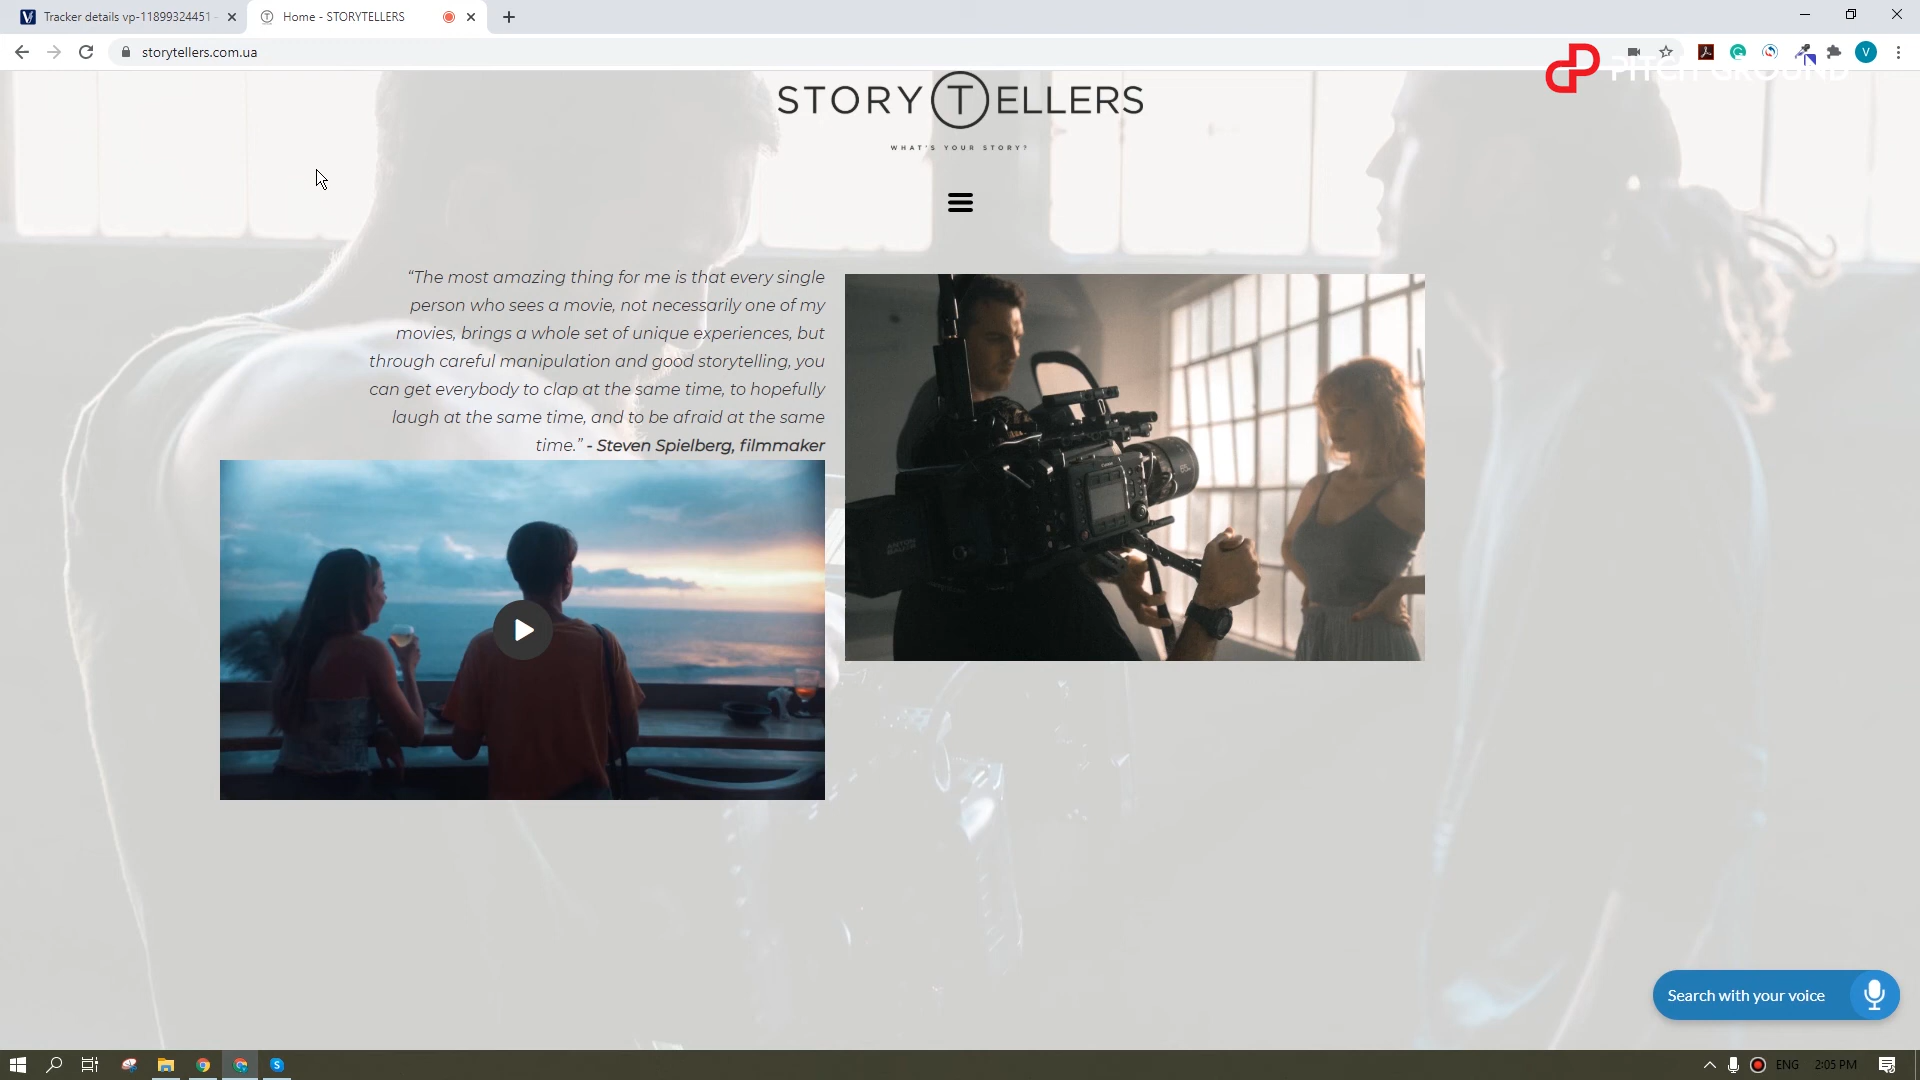 Tracker details vp-11899324451 -
Home - STORYTELLERS
storytellers.com.ua
V
PITCH GROUND
STORYTELLERS
WHAT'S YOUR STORY?
“The most amazing thing for me is that every single
person who sees a movie, not necessarily one of my
movies, brings a whole set of unique experiences, but
through careful manipulation and good storytelling, you
can get everybody to clap at the same time, to hopefully
laugh at the same time, and to be afraid at the same
time.” - Steven Spielberg, filmmaker
Search with your voice
ENG
2:05 PM